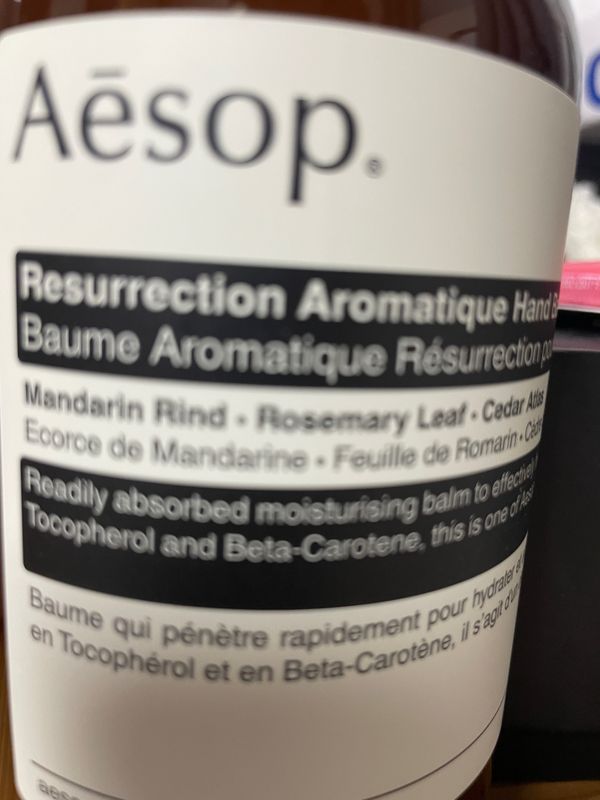 Aēsop®
Resurrection Aromatique Hand
Baume Aromatique Résurrection
Mandarin Rind • Rosemary Leaf • Cedar Atlas
Ecorce de Mandarine • Feuille de Romarin •
Readily absorbed moisturising balm to effectively
Tocopherol and Beta-Carotene, this is one of
Baume qui pénètre rapidement pour hydrater
en Tocophérol et en Beta-Carotène, il s'agit